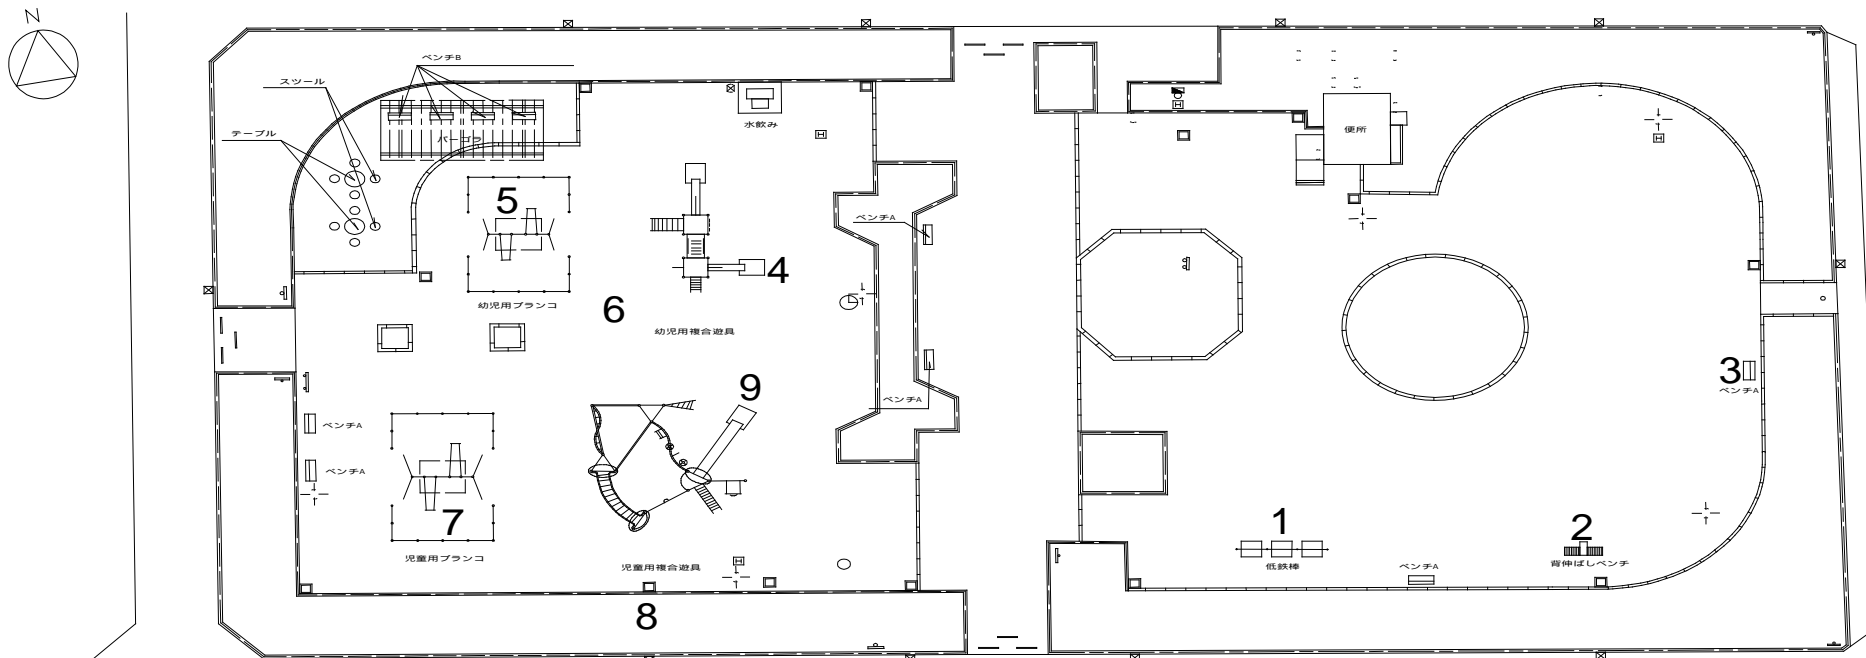 N
ベンチB
スツール
テーブル
パーゴラ
水飲み
便所
5
4
ベンチA
幼児用ブランコ
6
幼児用複合遊具
9
3
ベンチA
ベンチA
ベンチA
ベンチA
7
児童用ブランコ
児童用複合遊具
1
低鉄棒
2
背伸ばしベンチ
ベンチA
8